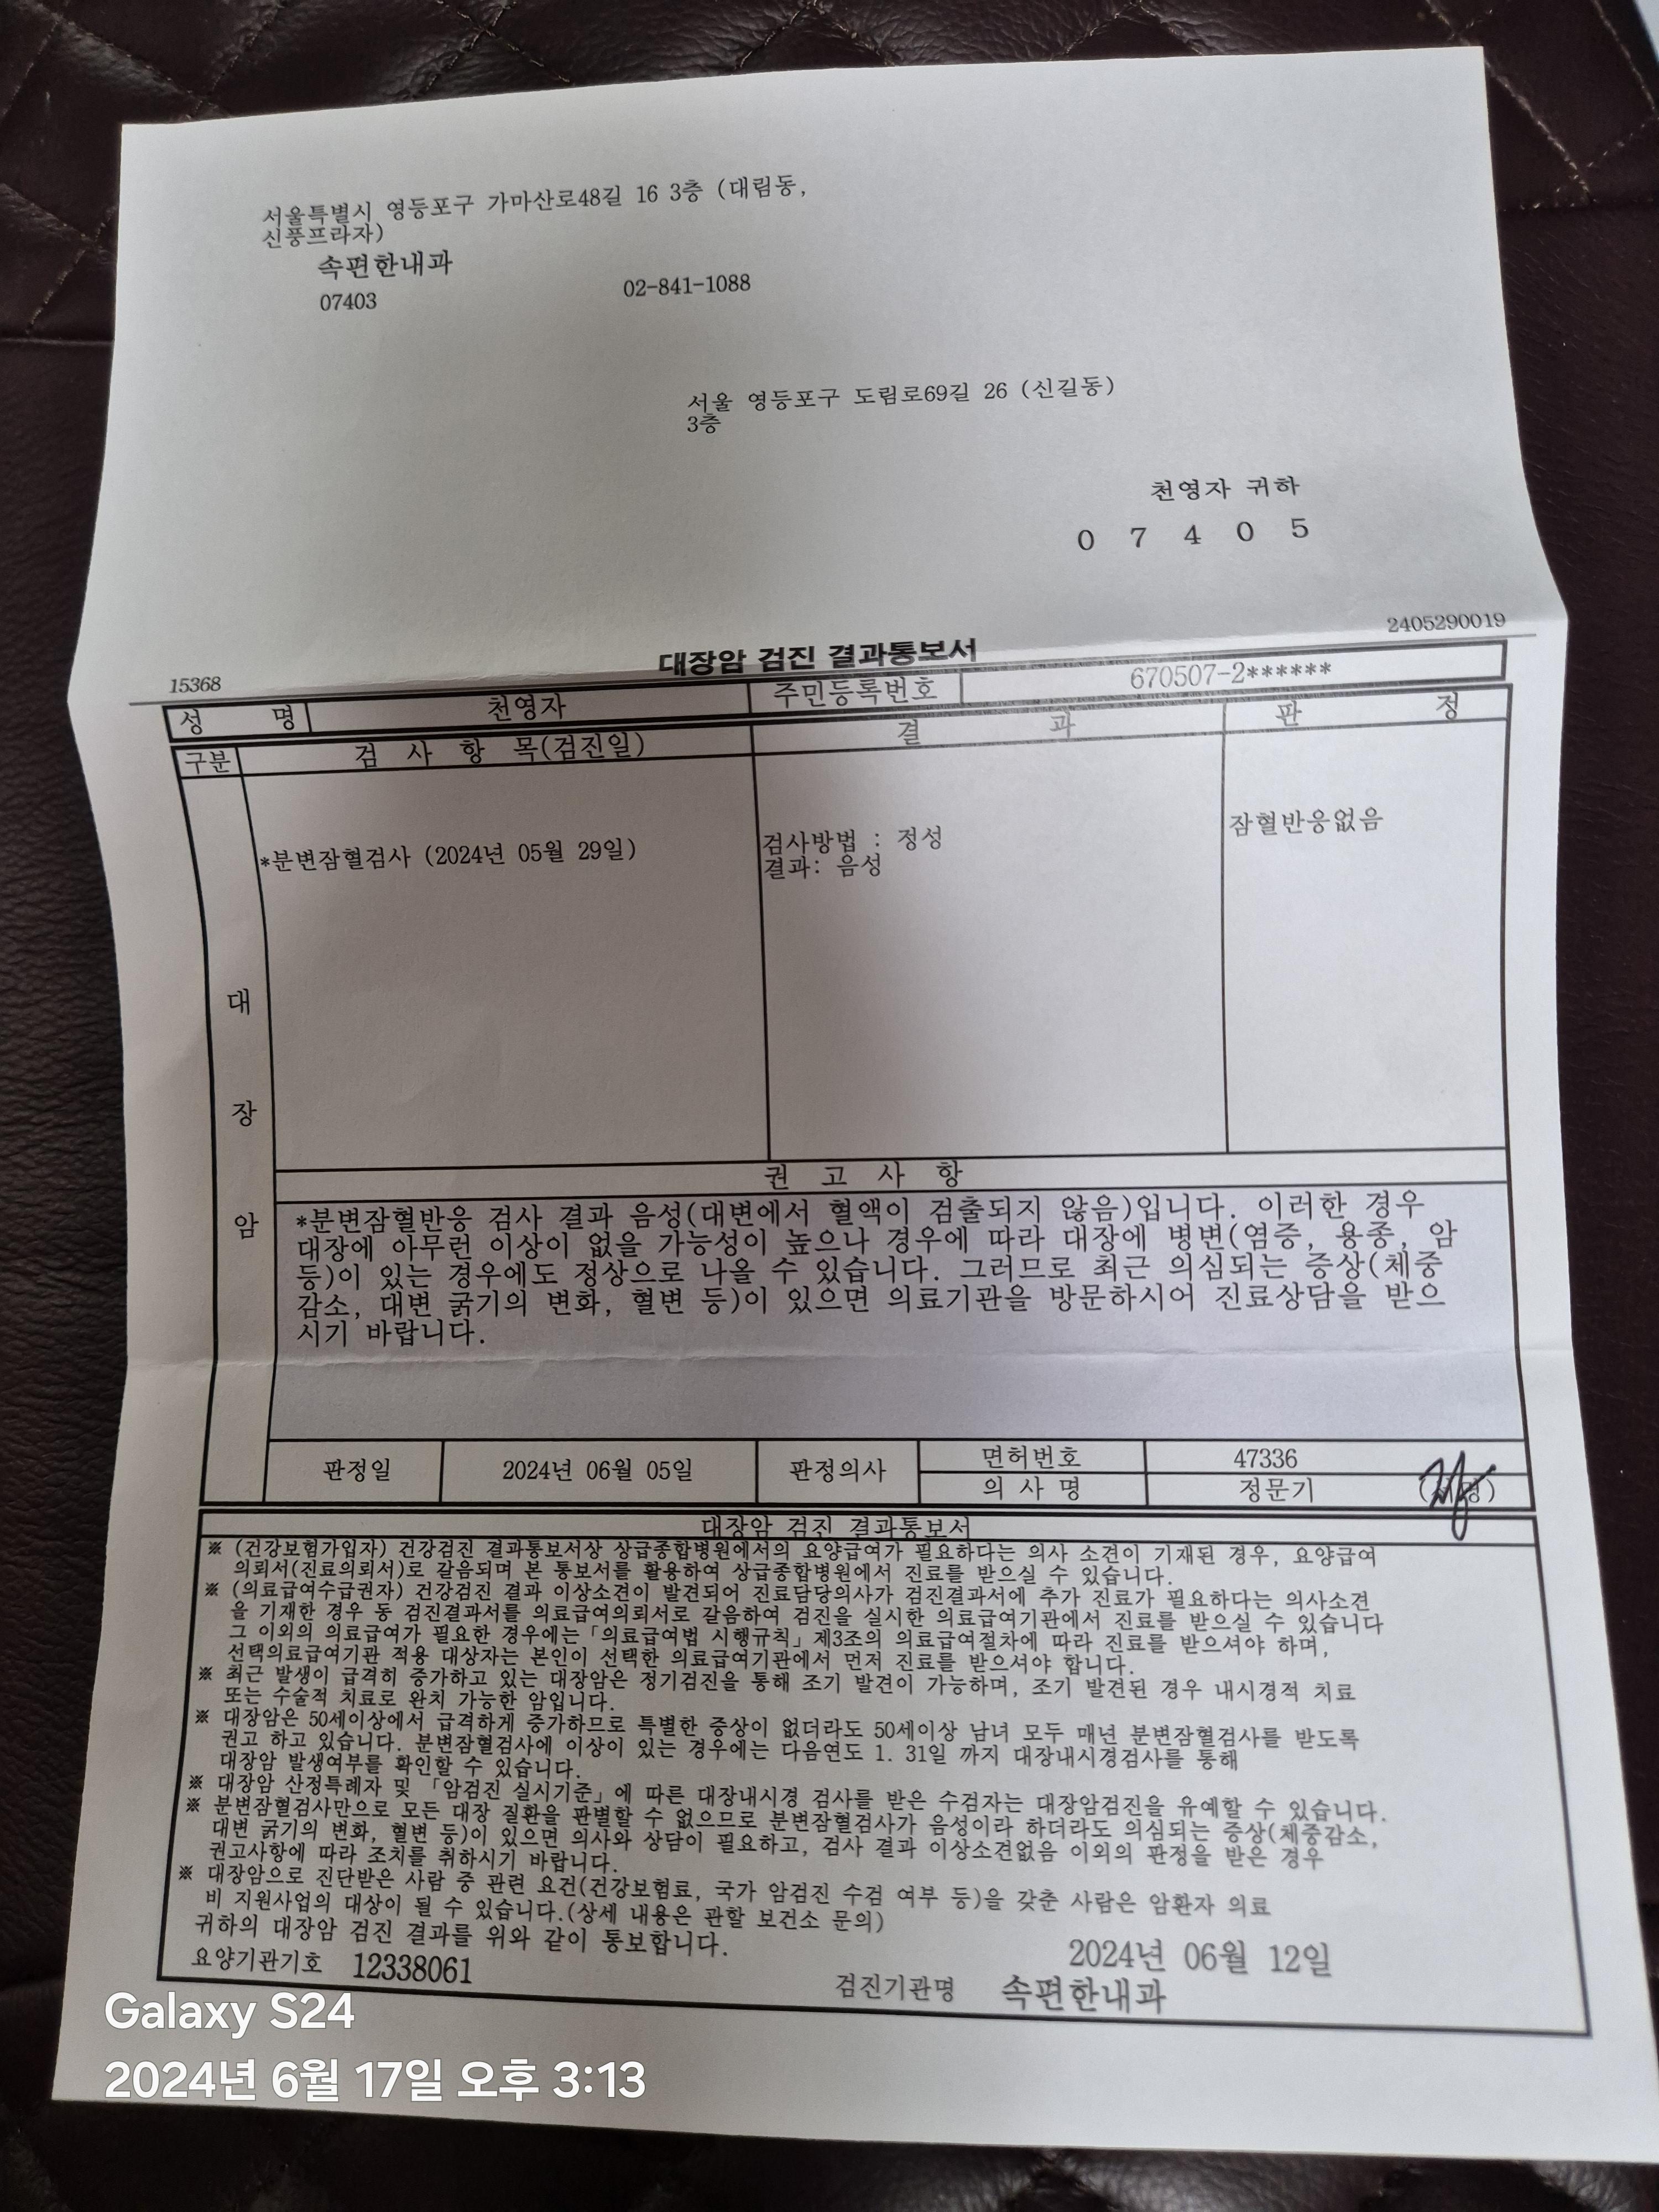 서울특별시 영등포구 가마산로48길 16 3층 (대림동,
신풍프라자)
속편한내과
07403 02-841-1088
서울 영등포구 도림로69길 26 (신길동)
3층
천영자 귀하
0 7 4 0 5
2405290019
15368 대장암 검진 결과통보서
성 명 천영자 주민등록번호 670507-2******
구분 검 사 항 목(검진일) 결 과 판 정
*분변잠혈검사 (2024년 05월 29일)
검사방법 : 정성
결과: 음성
잠혈반응없음
대
장
암
권 고 사 항
*분변잠혈반응 검사 결과 음성(대변에서 혈액이 검출되지 않음)입니다. 이러한 경우
대장에 아무런 이상이 없을 가능성이 높으나 경우에 따라 대장에 병변(염증, 용종, 암
등)이 있는 경우에도 정상으로 나올 수 있습니다. 그러므로 최근 의심되는 증상(체중
감소, 대변 굵기의 변화, 혈변 등)이 있으면 의료기관을 방문하시어 진료상담을 받으
시기 바랍니다.
판정일 2024년 06월 05일 판정의사 면허번호 47336
의 사 명 정문기
대장암 검진 결과통보서
※ (건강보험가입자) 건강검진 결과통보서상 상급종합병원에서의 요양급여가 필요하다는 의사 소견이 기재된 경우, 요양급여
의뢰서(진료의뢰서)로 갈음되며 본 통보서를 활용하여 상급종합병원에서 진료를 받으실 수 있습니다.
※ (의료급여수급권자) 건강검진 결과 이상소견이 발견되어 진료담당의사가 검진결과서에 추가 진료가 필요하다는 의사소견
을 기재한 경우 동 검진결과서를 의료급여의뢰서로 갈음하여 검진을 실시한 의료급여기관에서 진료를 받으실 수 있습니다
그 이외의 의료급여가 필요한 경우에는「의료급여법 시행규칙」제3조의 의료급여절차에 따라 진료를 받으셔야 하며,
선택의료급여기관 적용 대상자는 본인이 선택한 의료급여기관에서 먼저 진료를 받으셔야 합니다.
※ 최근 발생이 급격히 증가하고 있는 대장암은 정기검진을 통해 조기 발견이 가능하며, 조기 발견된 경우 내시경적 치료
또는 수술적 치료로 완치 가능한 암입니다.
※ 대장암은 50세이상에서 급격하게 증가하므로 특별한 증상이 없더라도 50세이상 남녀 모두 매년 분변잠혈검사를 받도록
권고 하고 있습니다. 분변잠혈검사에 이상이 있는 경우에는 다음연도 1. 31일 까지 대장내시경검사를 통해
대장암 발생여부를 확인할 수 있습니다.
※ 대장암 산정특례자 및 「암검진 실시기준」에 따른 대장내시경 검사를 받은 수검자는 대장암검진을 유예할 수 있습니다.
※ 분변잠혈검사만으로 모든 대장 질환을 판별할 수 없으므로 분변잠혈검사가 음성이라 하더라도 의심되는 증상(체중감소,
대변 굵기의 변화, 혈변 등)이 있으면 의사와 상담이 필요하고, 검사 결과 이상소견없음 이외의 판정을 받은 경우
권고사항에 따라 조치를 취하시기 바랍니다.
※ 대장암으로 진단받은 사람 중 관련 요건(건강보험료, 국가 암검진 수검 여부 등)을 갖춘 사람은 암환자 의료
비 지원사업의 대상이 될 수 있습니다.(상세 내용은 관할 보건소 문의)
귀하의 대장암 검진 결과를 위와 같이 통보합니다.
2024년 06월 12일
요양기관기호 12338061 검진기관명 속편한내과
Galaxy S24
2024년 6월 17일 오후 3:13